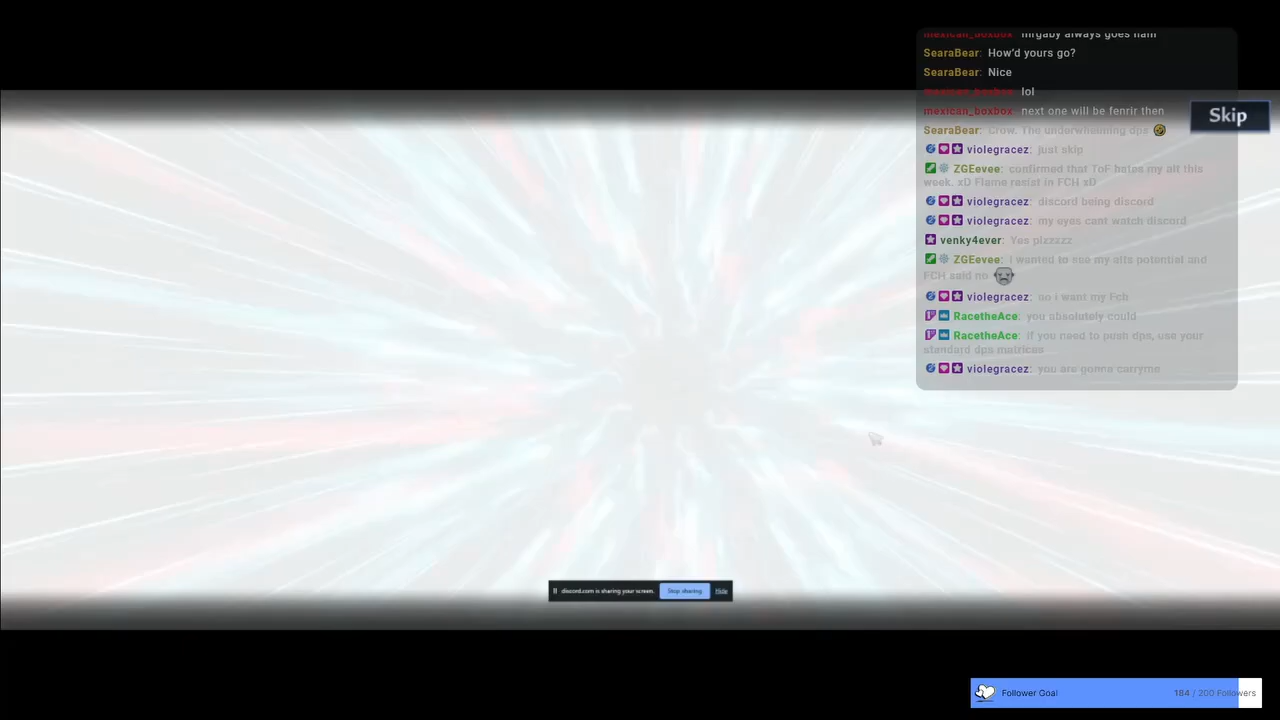 mexican_boxbox: mrgaby always goes ham
SearaBear: How'd yours go?
SearaBear: Nice
mexican_boxbox: lol
mexican_boxbox: next one will be fenrir then
Skip
SearaBear: Crow. The underwhelming dps
violegracez: just skip
ZGEevee: confirmed that ToF hates my alt this
week. xD Flame resist in FCH xD
violegracez: discord being discord
violegracez: my eyes cant watch discord
venky4ever: Yes plzzzzz
ZGEevee: I wanted to see my alts potential and
FCH said no
violegracez: no i want my Fch
RacetheAce: you absolutely could
RacetheAce: if you need to push dps, use your
standard dps matrices
violegracez: you are gonna carryme
discord.com is sharing your screen. Stop sharing Hide
Follower Goal 184 / 200 Followers